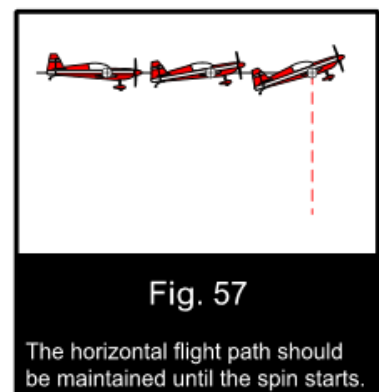 Fig. 57
The horizontal flight path should
be maintained until the spin starts.